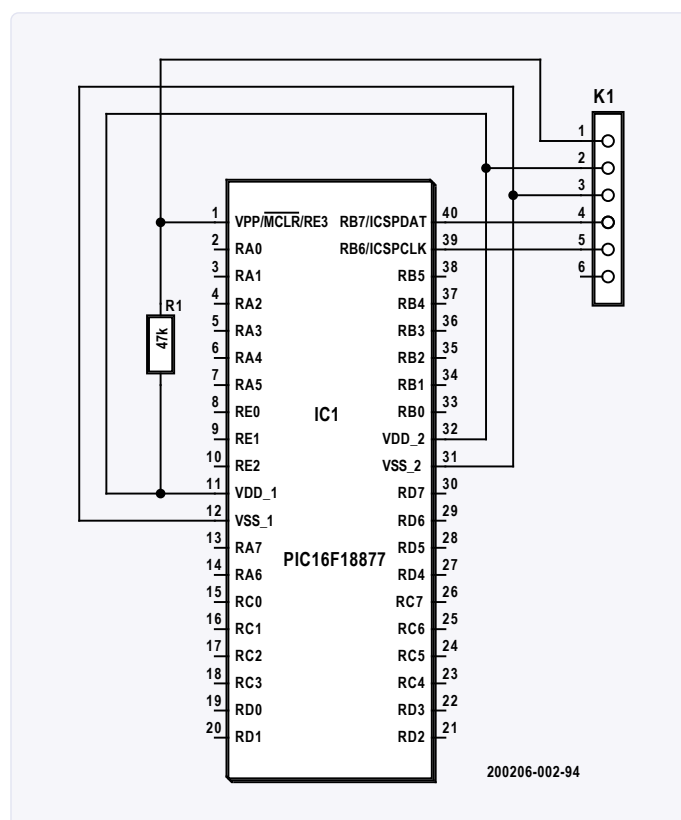 K1
1
2
3
4
5
6
1 VPP/MCLR/RE3 RB7/ICSPDAT 40
2 RA0 RB6/ICSPCLK 39
3 RA1 RB5 38
4 RA2 RB4 37
5 RA3 RB3 36
6 RA4 RB2 35
7 RA5 RB1 34
8 RE0 RB0 33
9 RE1 VDD_2 32
10 RE2 VSS_2 31
11 VDD_1 RD7 30
12 VSS_1 RD6 29
13 RA7 RD5 28
14 RA6 RD4 27
15 RC0 RC7 26
16 RC1 RC6 25
17 RC2 RC5 24
18 RC3 RC4 23
19 RD0 RD3 22
20 RD1 RD2 21
R1
47k
IC1
PIC16F18877
200206-002-94